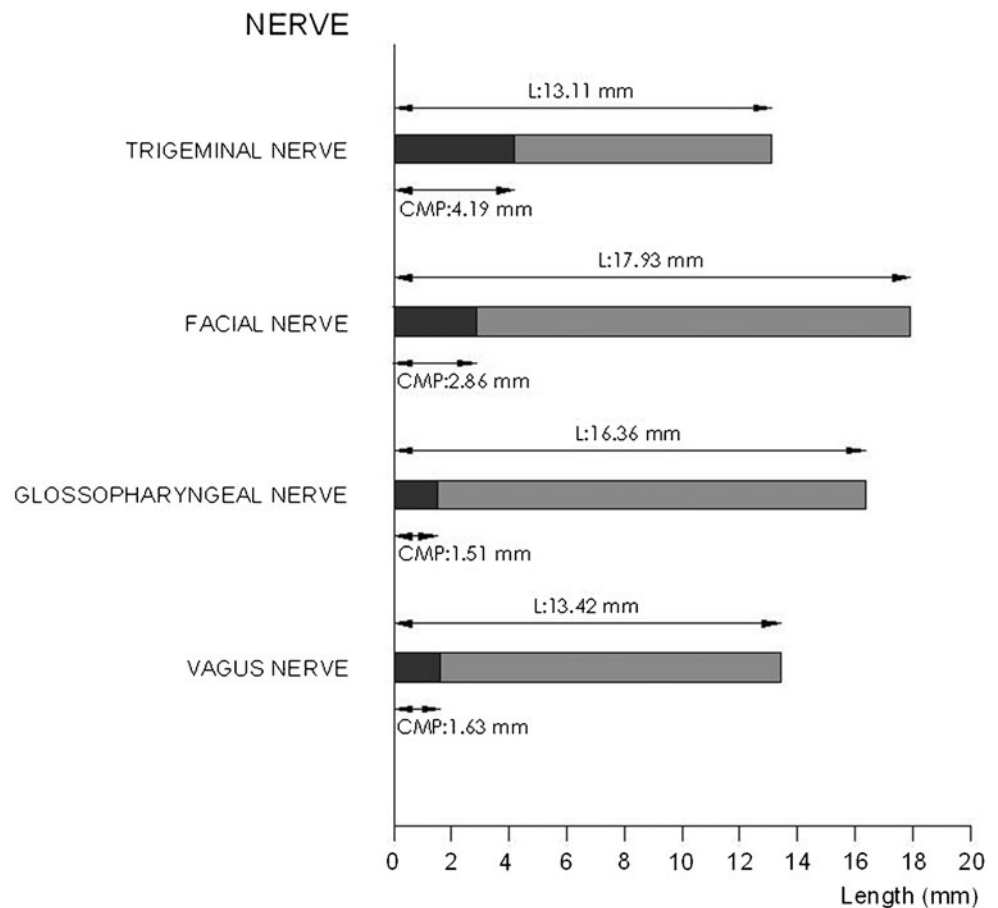 NERVE
L:13.11 mm
TRIGEMINAL NERVE
CMP:4.19 mm
L:17.93 mm
FACIAL NERVE
CMP:2.86 mm
L:16.36 mm
GLOSSOPHARYNGEAL NERVE
CMP:1.51 mm
L:13.42 mm
VAGUS NERVE
CMP:1.63 mm
0 2 4 6 8 10 12 14 16 18 20
Length (mm)